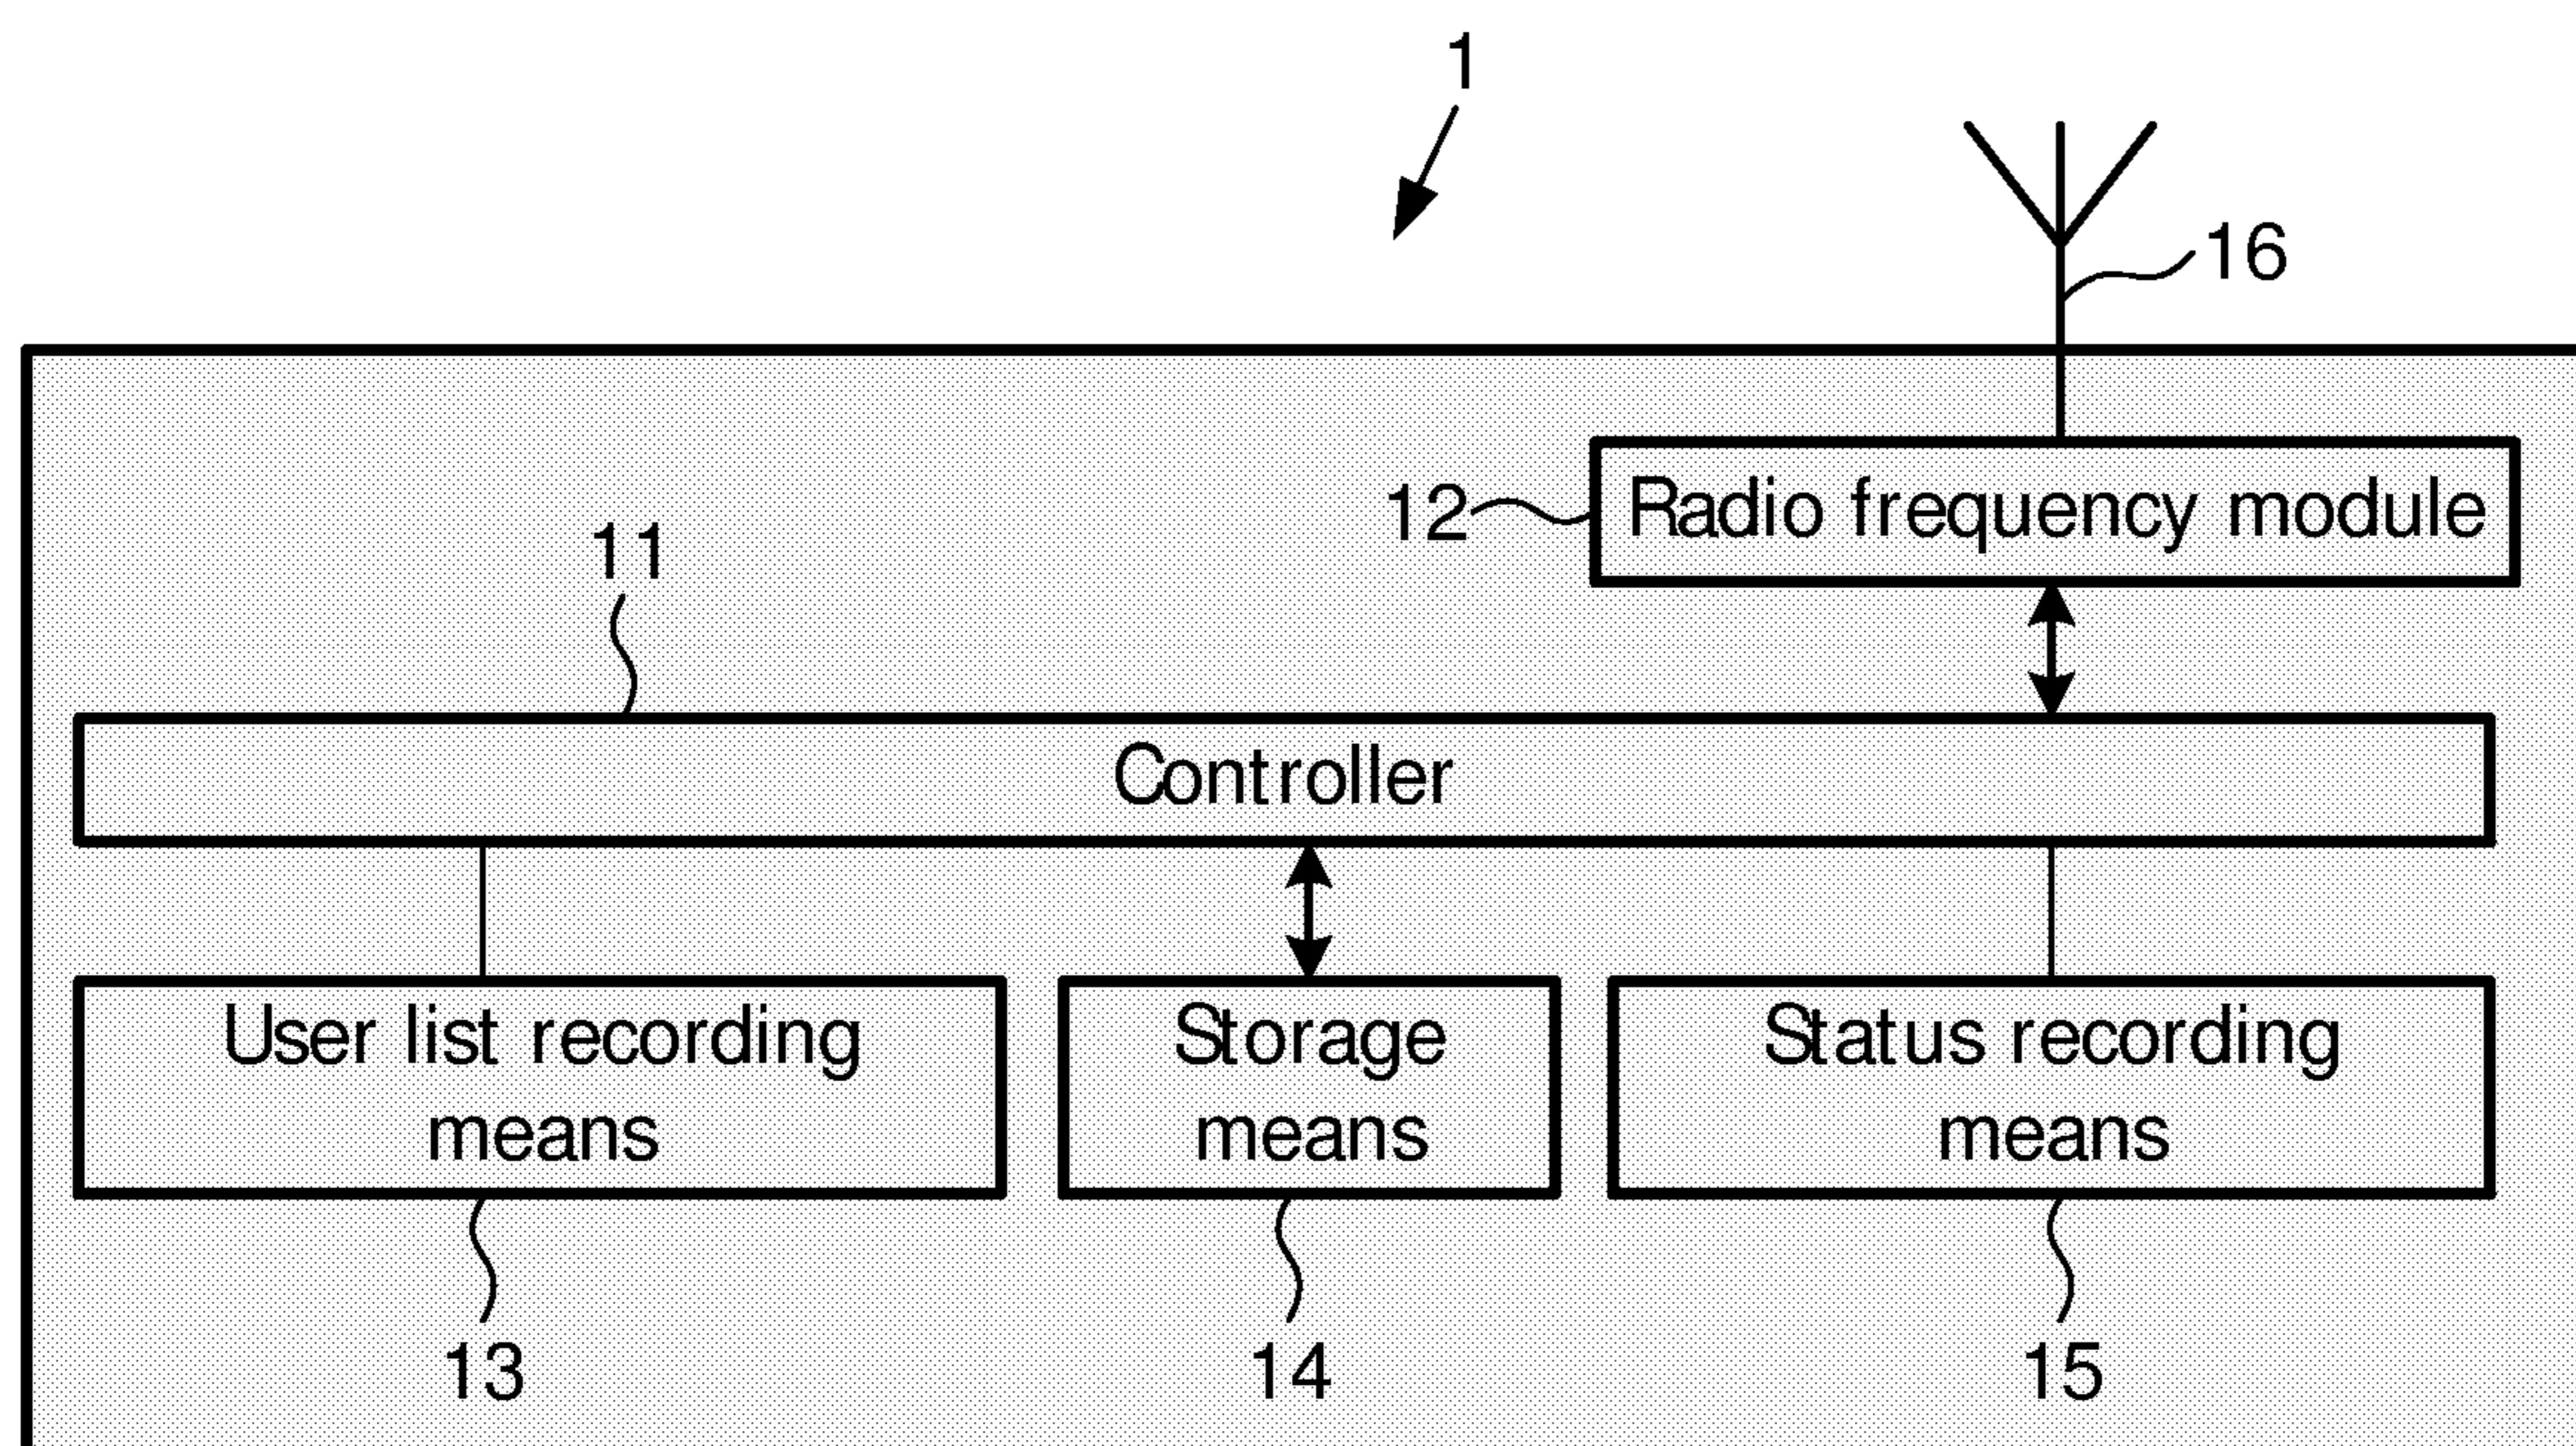 1
16
12
Radio frequency module
11
Controller
User list recording
means
Storage
means
Status recording
means
13
14
15